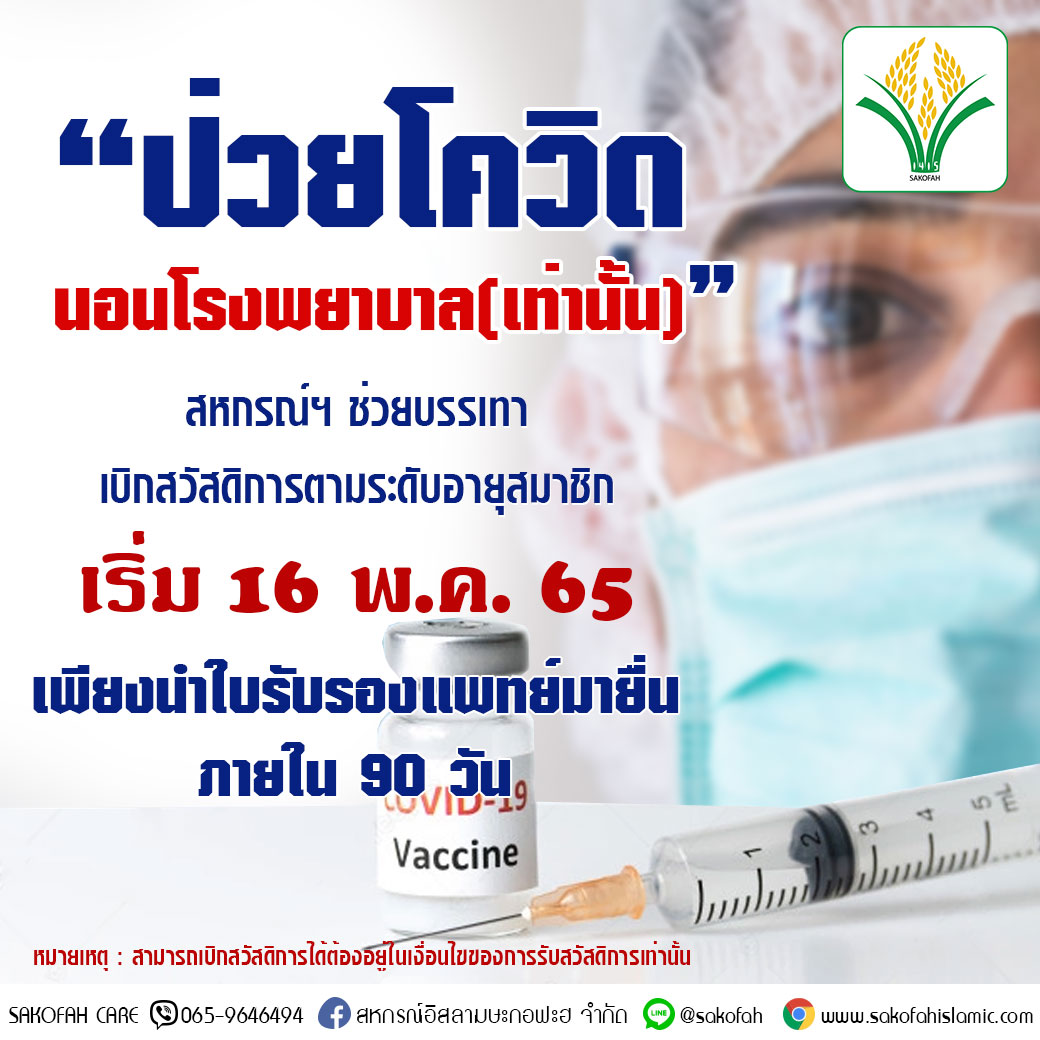 1415
SAKOFAH
“ป่วยโควิด
นอนโรงพยาบาล(เท่านั้น)”
สหกรณ์ฯ ช่วยบรรเทา
เบิกสวัสดิการตามระดับอายุสมาชิก
เริ่ม 16 พ.ค. 65
เพียงนำใบรับรองแพทย์มายื่น
ภายใน 90 วัน
COVID-19
Vaccine
1 2 3 4 5 mL
หมายเหตุ : สามารถเบิกสวัสดิการได้ต้องอยู่ในเงื่อนไขของการรับสวัสดิการเท่านั้น
SAKOFAH CARE 065-9646494 สหกรณ์อิสลามษะกอฟะฮ จำกัด LINE @sakofah www.sakofahislamic.com